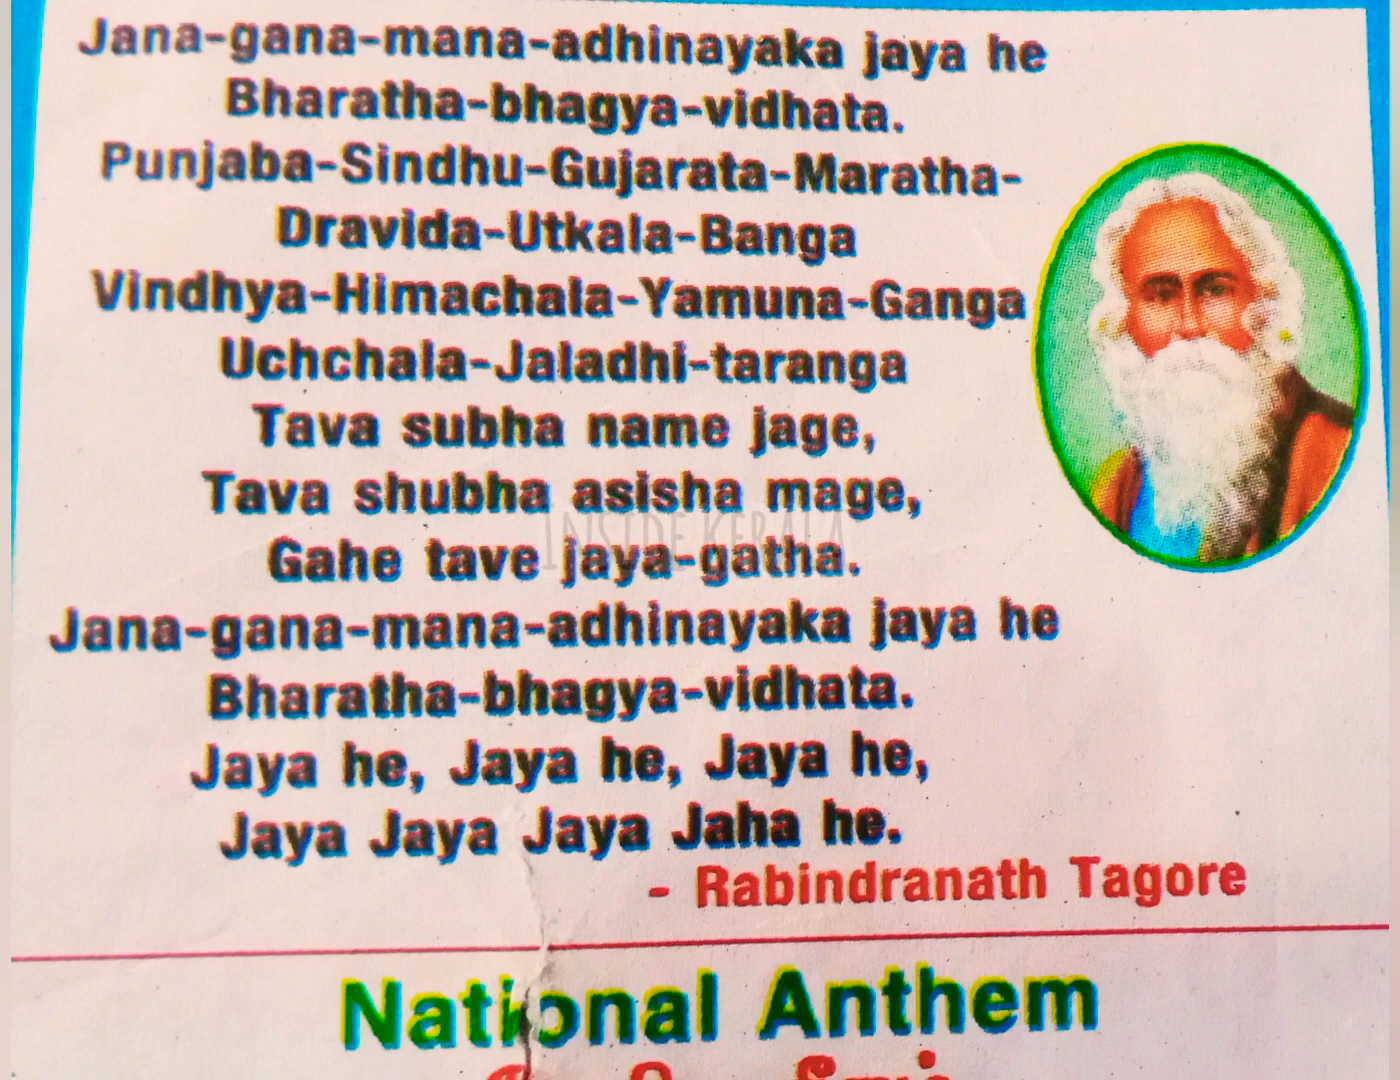 Jana-gana-mana-adhinayaka jaya he
Bharatha-bhagya-vidhata.
Punjaba-Sindhu-Gujarata-Maratha-
Dravida-Utkala-Banga
Vindhya-Himachala-Yamuna-Ganga
Uchchala-Jaladhi-taranga
Tava subha name jage,
Tava shubha asisha mage,
INSIDE KERALA
Gahe tave jaya-gatha.
Jana-gana-mana-adhinayaka jaya he
Bharatha-bhagya-vidhata.
Jaya he, Jaya he, Jaya he,
Jaya Jaya Jaya Jaha he.
- Rabindranath Tagore
National Anthem